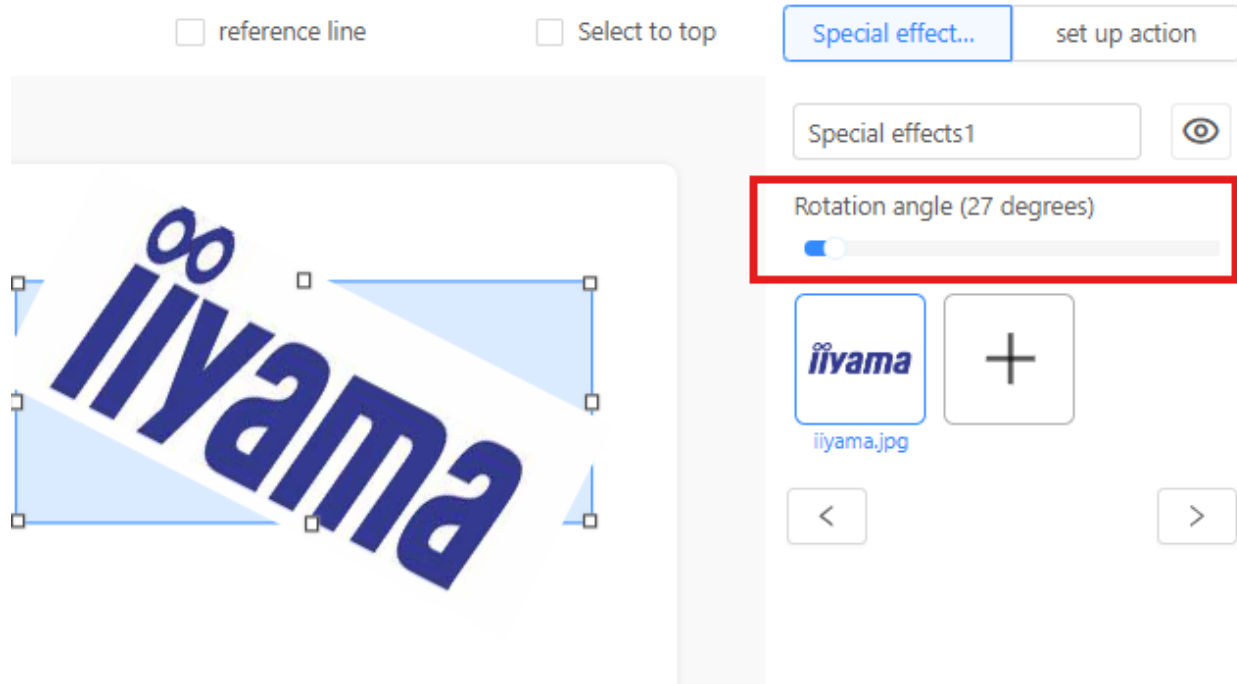 reference line
Select to top
Special effect...
set up action
Special effects1
Rotation angle (27 degrees)
iiyama
iiyama
iiyama.jpg